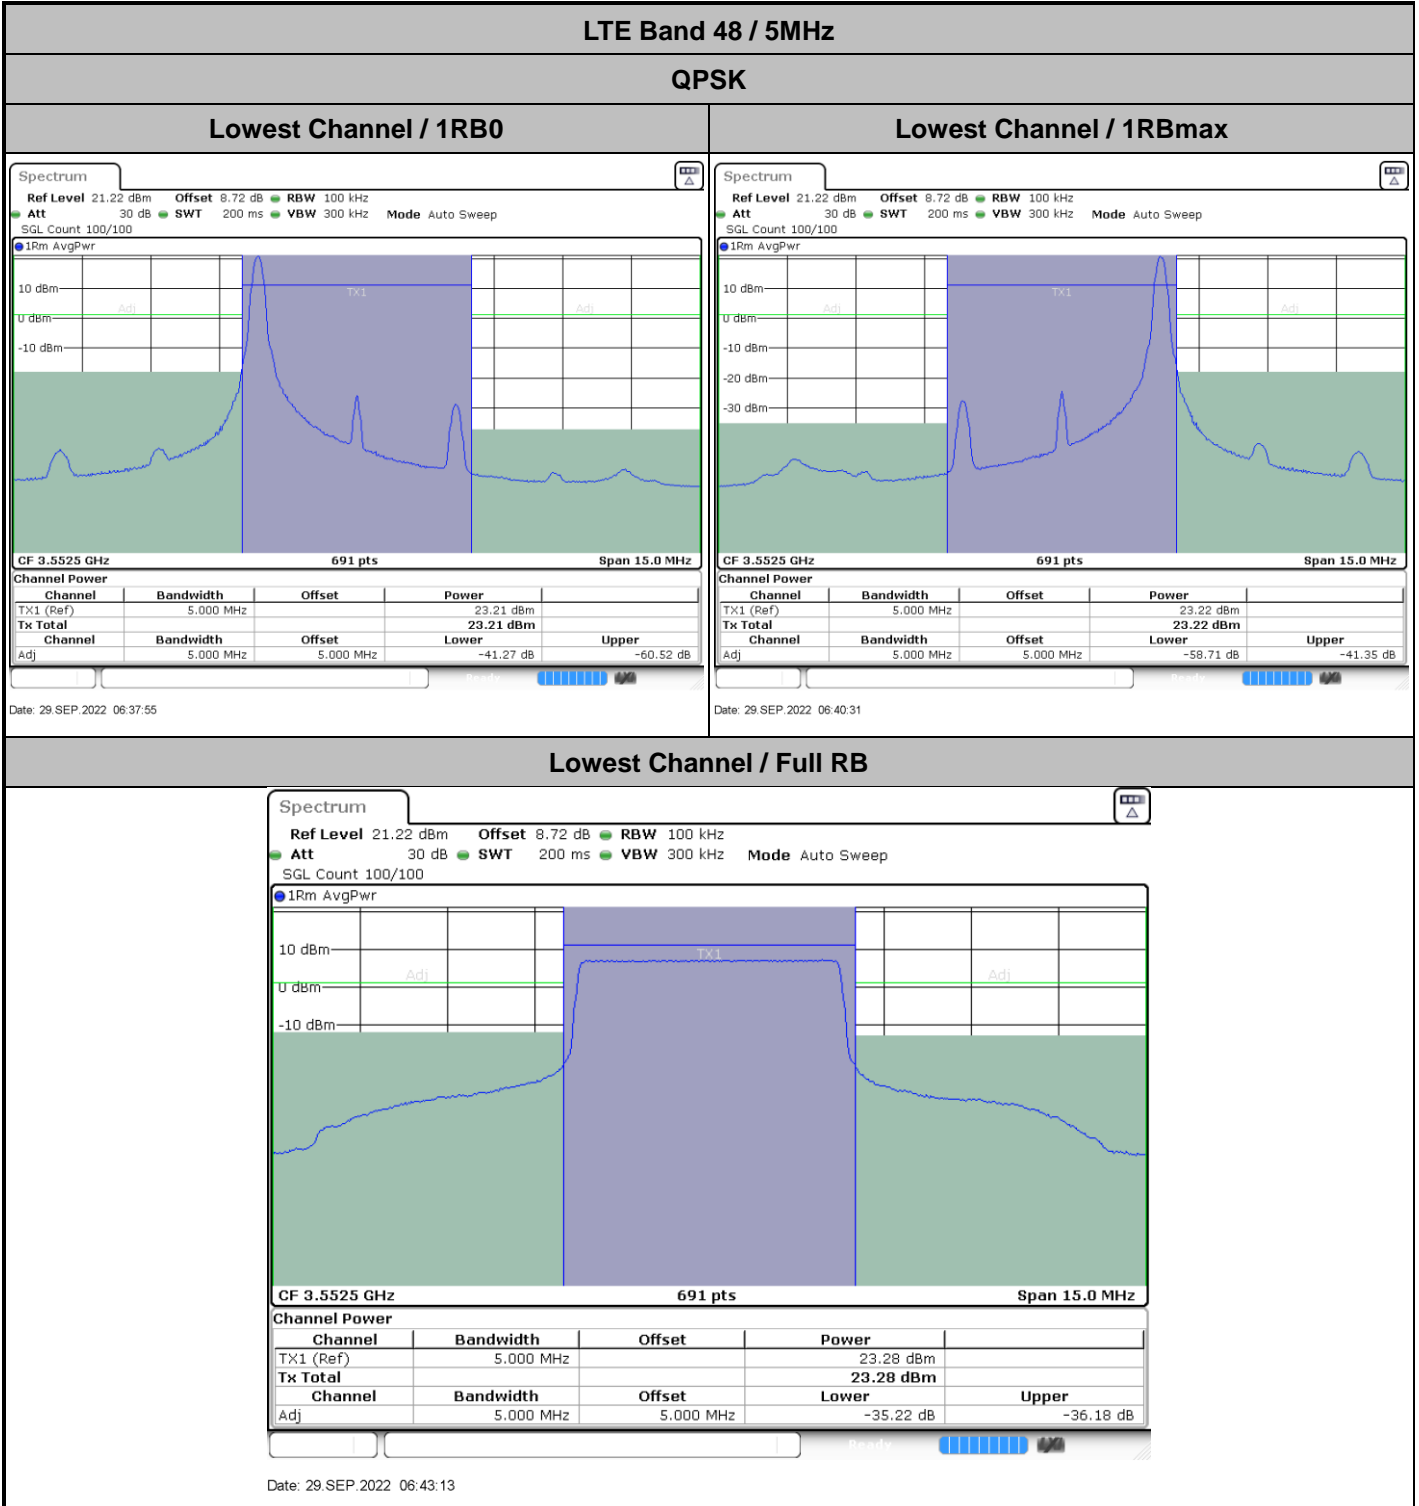 LTE Band 48 / 5MHz
QPSK
Lowest Channel / 1RB0
Lowest Channel / 1RBmax
Spectrum
Ref Level 21.22 dBm Offset 8.72 dB RBW 100 kHz
Att 30 dB SWT 200 ms VBW 300 kHz Mode Auto Sweep
SGL Count 100/100
1Rm AvgPwr
10 dBm
TX1
Adj
Adj
0 dBm
-10 dBm
CF 3.5525 GHz 691 pts Span 15.0 MHz
Channel Power
Channel Bandwidth Offset Power
TX1 (Ref) 5.000 MHz 23.21 dBm
Tx Total 23.21 dBm
Channel Bandwidth Offset Lower Upper
Adj 5.000 MHz 5.000 MHz -41.27 dB -60.52 dB
Ready
Date: 29.SEP.2022 06:37:55
Spectrum
Ref Level 21.22 dBm Offset 8.72 dB RBW 100 kHz
Att 30 dB SWT 200 ms VBW 300 kHz Mode Auto Sweep
SGL Count 100/100
1Rm AvgPwr
10 dBm
TX1
Adj
Adj
0 dBm
-10 dBm
-20 dBm
-30 dBm
CF 3.5525 GHz 691 pts Span 15.0 MHz
Channel Power
Channel Bandwidth Offset Power
TX1 (Ref) 5.000 MHz 23.22 dBm
Tx Total 23.22 dBm
Channel Bandwidth Offset Lower Upper
Adj 5.000 MHz 5.000 MHz -58.71 dB -41.35 dB
Ready
Date: 29.SEP.2022 06:40:31
Lowest Channel / Full RB
Spectrum
Ref Level 21.22 dBm Offset 8.72 dB RBW 100 kHz
Att 30 dB SWT 200 ms VBW 300 kHz Mode Auto Sweep
SGL Count 100/100
1Rm AvgPwr
10 dBm
TX1
Adj
Adj
0 dBm
-10 dBm
CF 3.5525 GHz 691 pts Span 15.0 MHz
Channel Power
Channel Bandwidth Offset Power
TX1 (Ref) 5.000 MHz 23.28 dBm
Tx Total 23.28 dBm
Channel Bandwidth Offset Lower Upper
Adj 5.000 MHz 5.000 MHz -35.22 dB -36.18 dB
Ready
Date: 29.SEP.2022 06:43:13